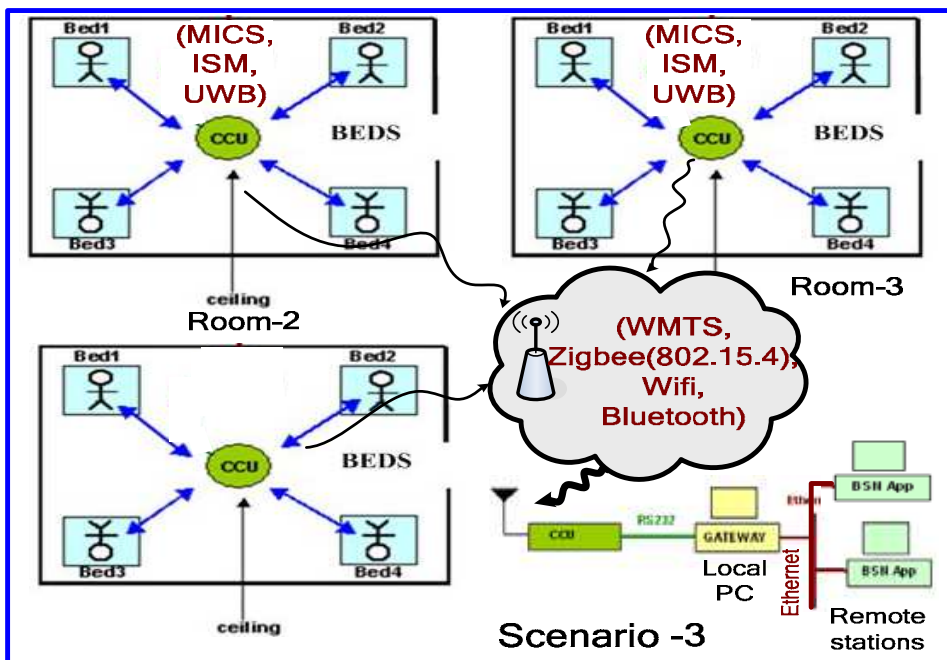 Bed1
(MICS,
ISM,
UWB)
Bed2
CCU
BEDS
Bed3
Bed4
ceiling
Room-2
Bed1
(MICS,
ISM,
UWB)
Bed2
CCU
BEDS
Bed3
Bed4
Room-3
(WMTS,
Zigbee(802.15.4),
Wifi,
Bluetooth)
Bed1
Bed2
CCU
BEDS
Bed3
Bed4
ceiling
CCU
RS232
GATEWAY
Local
PC
Ethernet
BSN App
BSN App
Remote
stations
Scenario -3